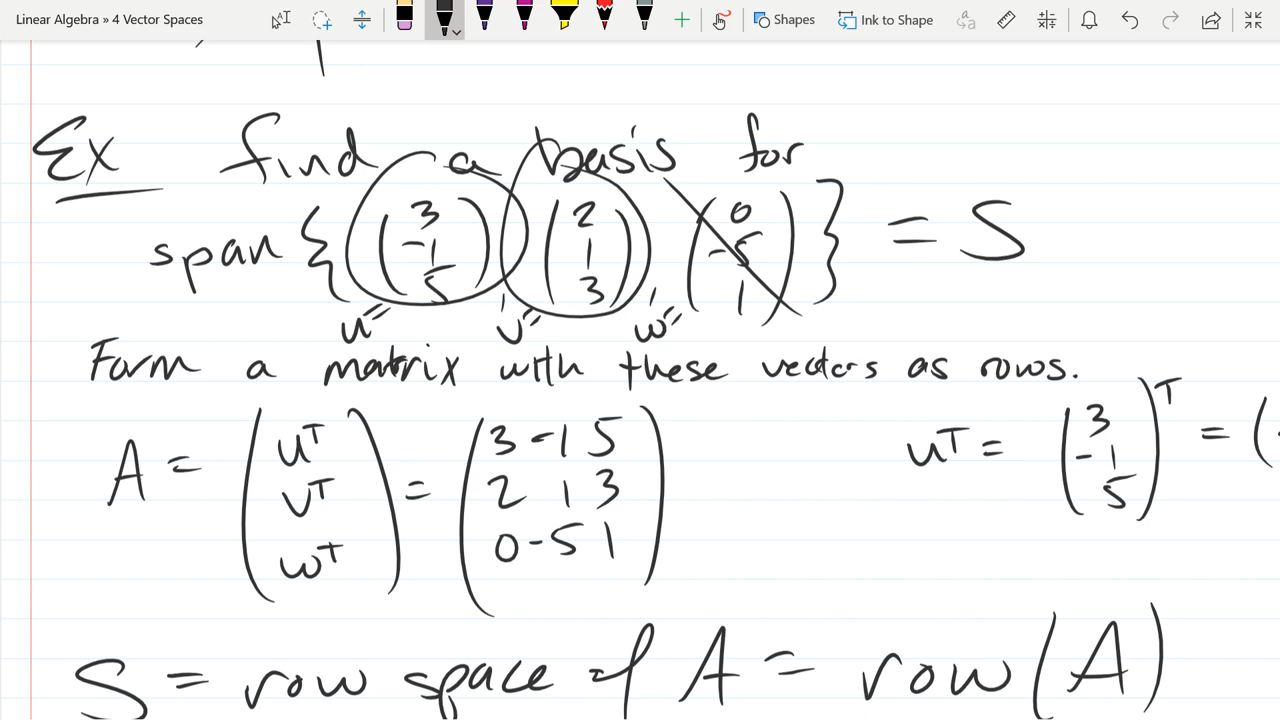 Linear Algebra » 4 Vector Spaces
Shapes
Ink to Shape
Ex find a basis for
span { ( 3 -1 5 ) , ( 2 1 3 ) , ( 0 -5 1 ) } = S
u= v= w=
Form a matrix with these vectors as rows.
A = ( uT vT wT ) = ( 3 -1 5
2 1 3
0 -5 1 )
uT = ( 3 -1 5 )T = (
S = row space of A = row(A)